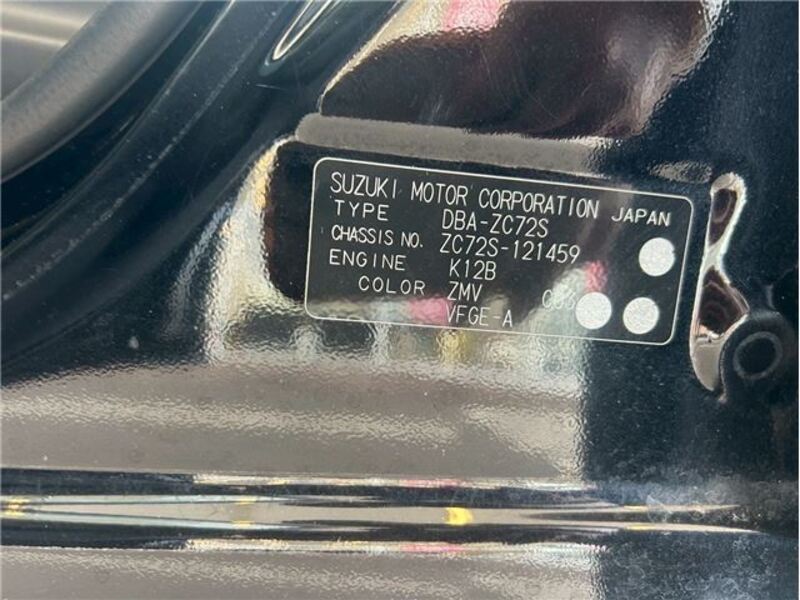 SUZUKI MOTOR CORPORATION JAPAN
TYPE DBA-ZC72S
CHASSIS NO. ZC72S-121459
ENGINE K12B
COLOR ZMV
VFGE-A